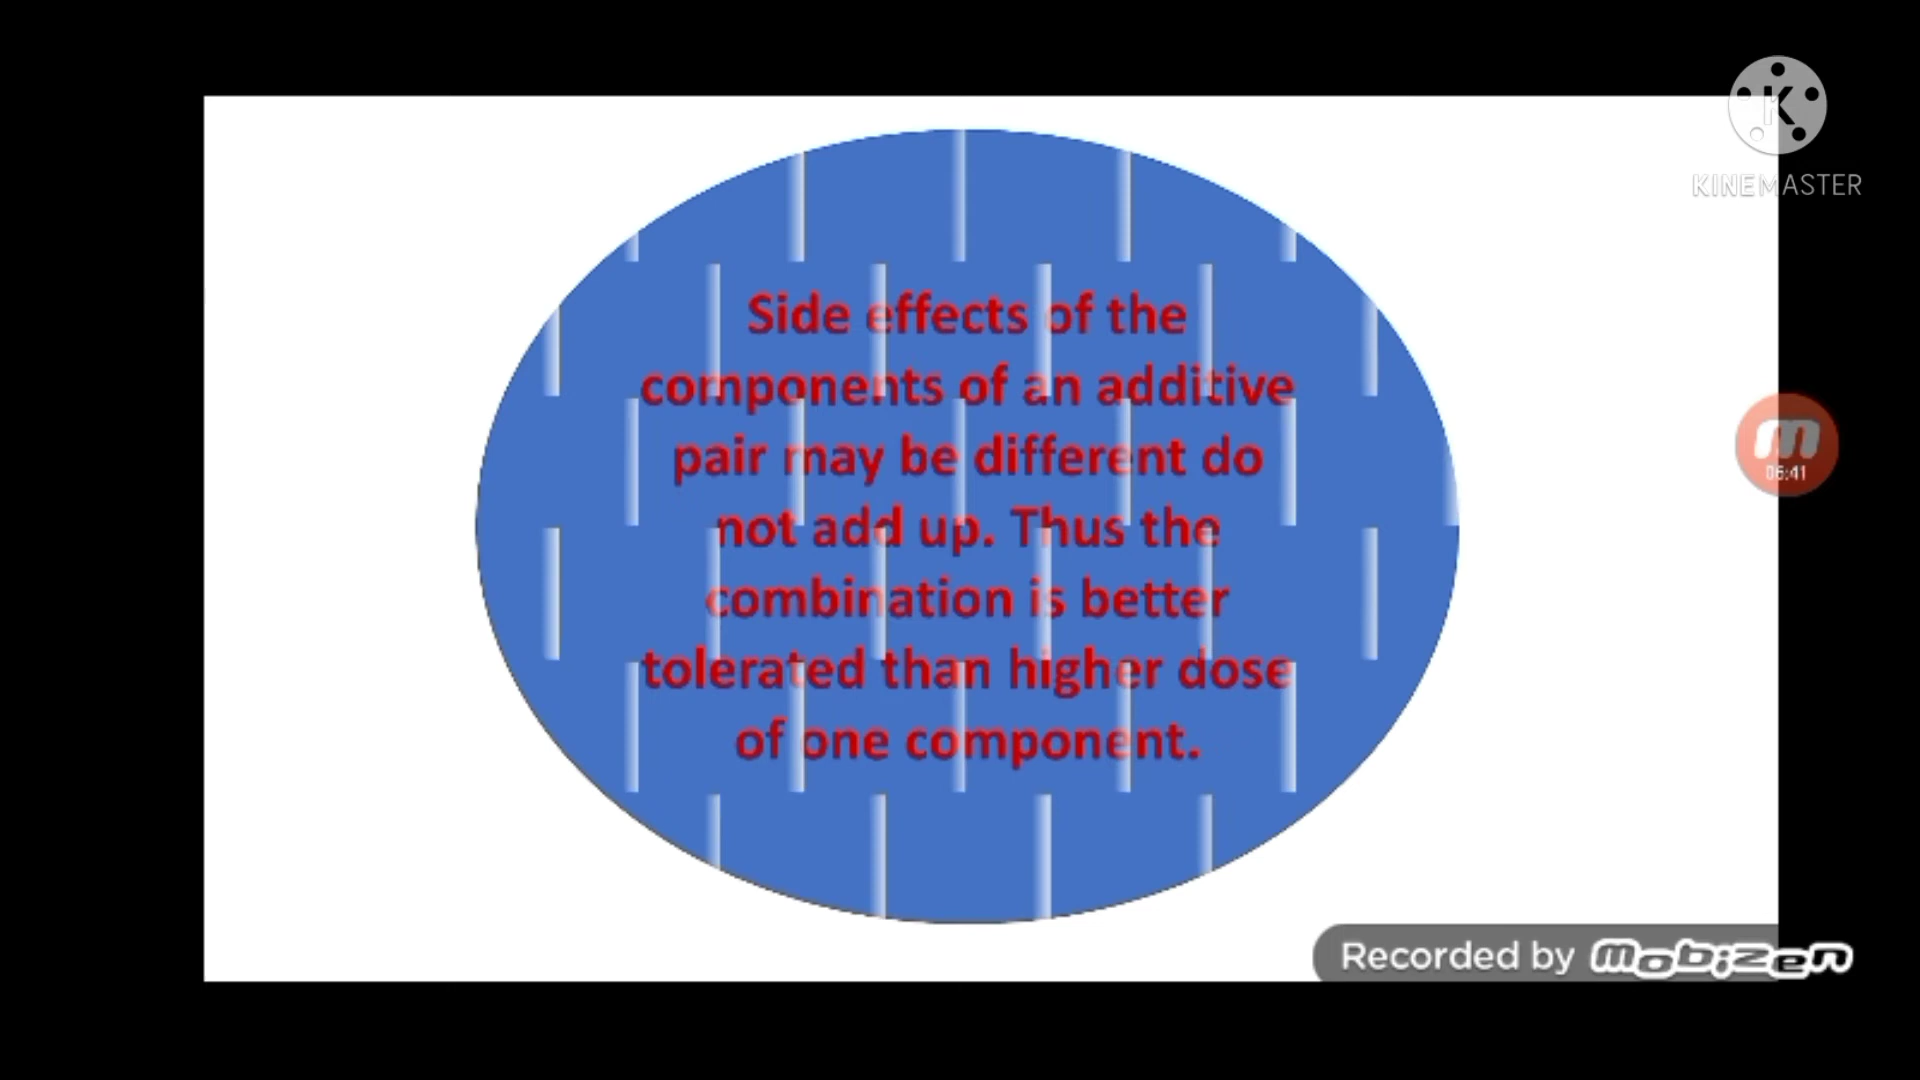 KINEMASTER
Side effects of the
components of an additive
pair may be different do
not add up. Thus the
combination is better
tolerated than higher dose
of one component.
06:41
Recorded by mobizen